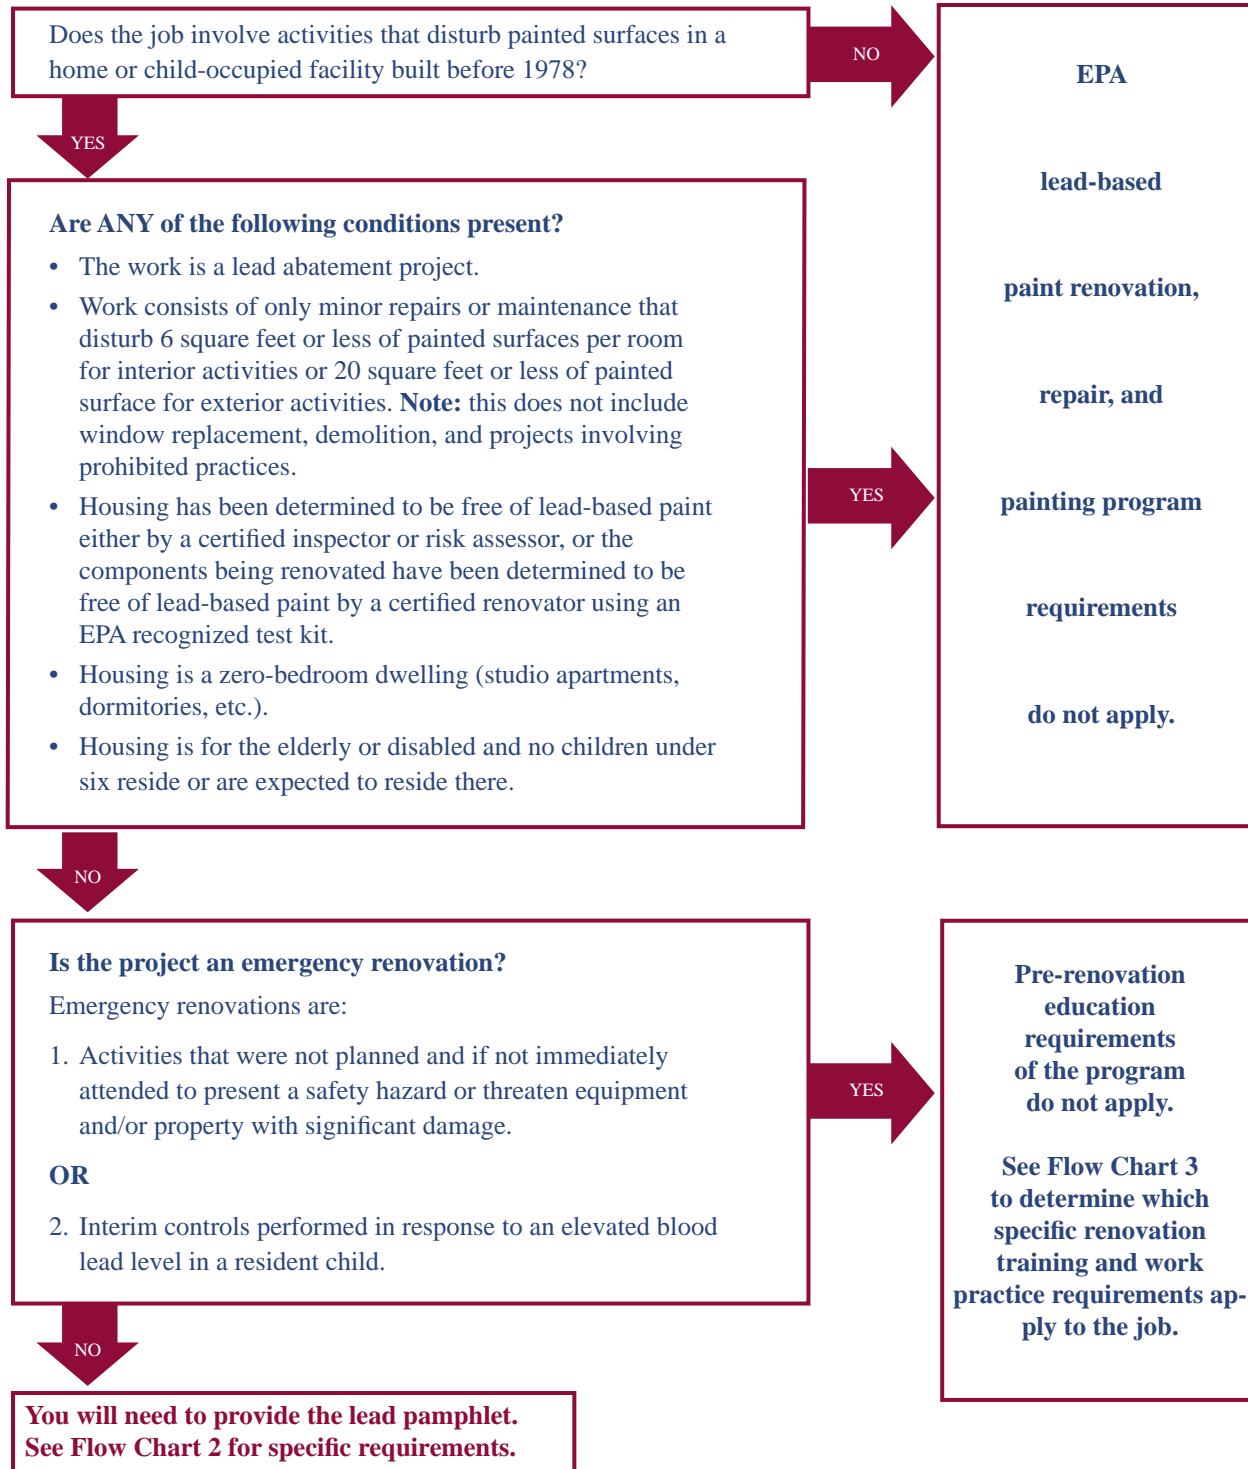 Does the job involve activities that disturb painted surfaces in a
home or child-occupied facility built before 1978?
NO
YES
EPA
lead-based
paint renovation,
repair, and
painting program
requirements
do not apply.
Are ANY of the following conditions present?
• The work is a lead abatement project.
• Work consists of only minor repairs or maintenance that
disturb 6 square feet or less of painted surfaces per room
for interior activities or 20 square feet or less of painted
surface for exterior activities. Note: this does not include
window replacement, demolition, and projects involving
prohibited practices.
• Housing has been determined to be free of lead-based paint
either by a certified inspector or risk assessor, or the
components being renovated have been determined to be
free of lead-based paint by a certified renovator using an
EPA recognized test kit.
• Housing is a zero-bedroom dwelling (studio apartments,
dormitories, etc.).
• Housing is for the elderly or disabled and no children under
six reside or are expected to reside there.
YES
NO
Is the project an emergency renovation?
Emergency renovations are:
1. Activities that were not planned and if not immediately
attended to present a safety hazard or threaten equipment
and/or property with significant damage.
OR
2. Interim controls performed in response to an elevated blood
lead level in a resident child.
YES
Pre-renovation
education
requirements
of the program
do not apply.
See Flow Chart 3
to determine which
specific renovation
training and work
practice requirements ap-
ply to the job.
NO
You will need to provide the lead pamphlet.
See Flow Chart 2 for specific requirements.